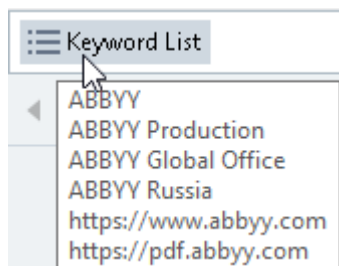 Keyword List
ABBYY
ABBYY Production
ABBYY Global Office
ABBYY Russia
https://www.abbyy.com
https://pdf.abbyy.com